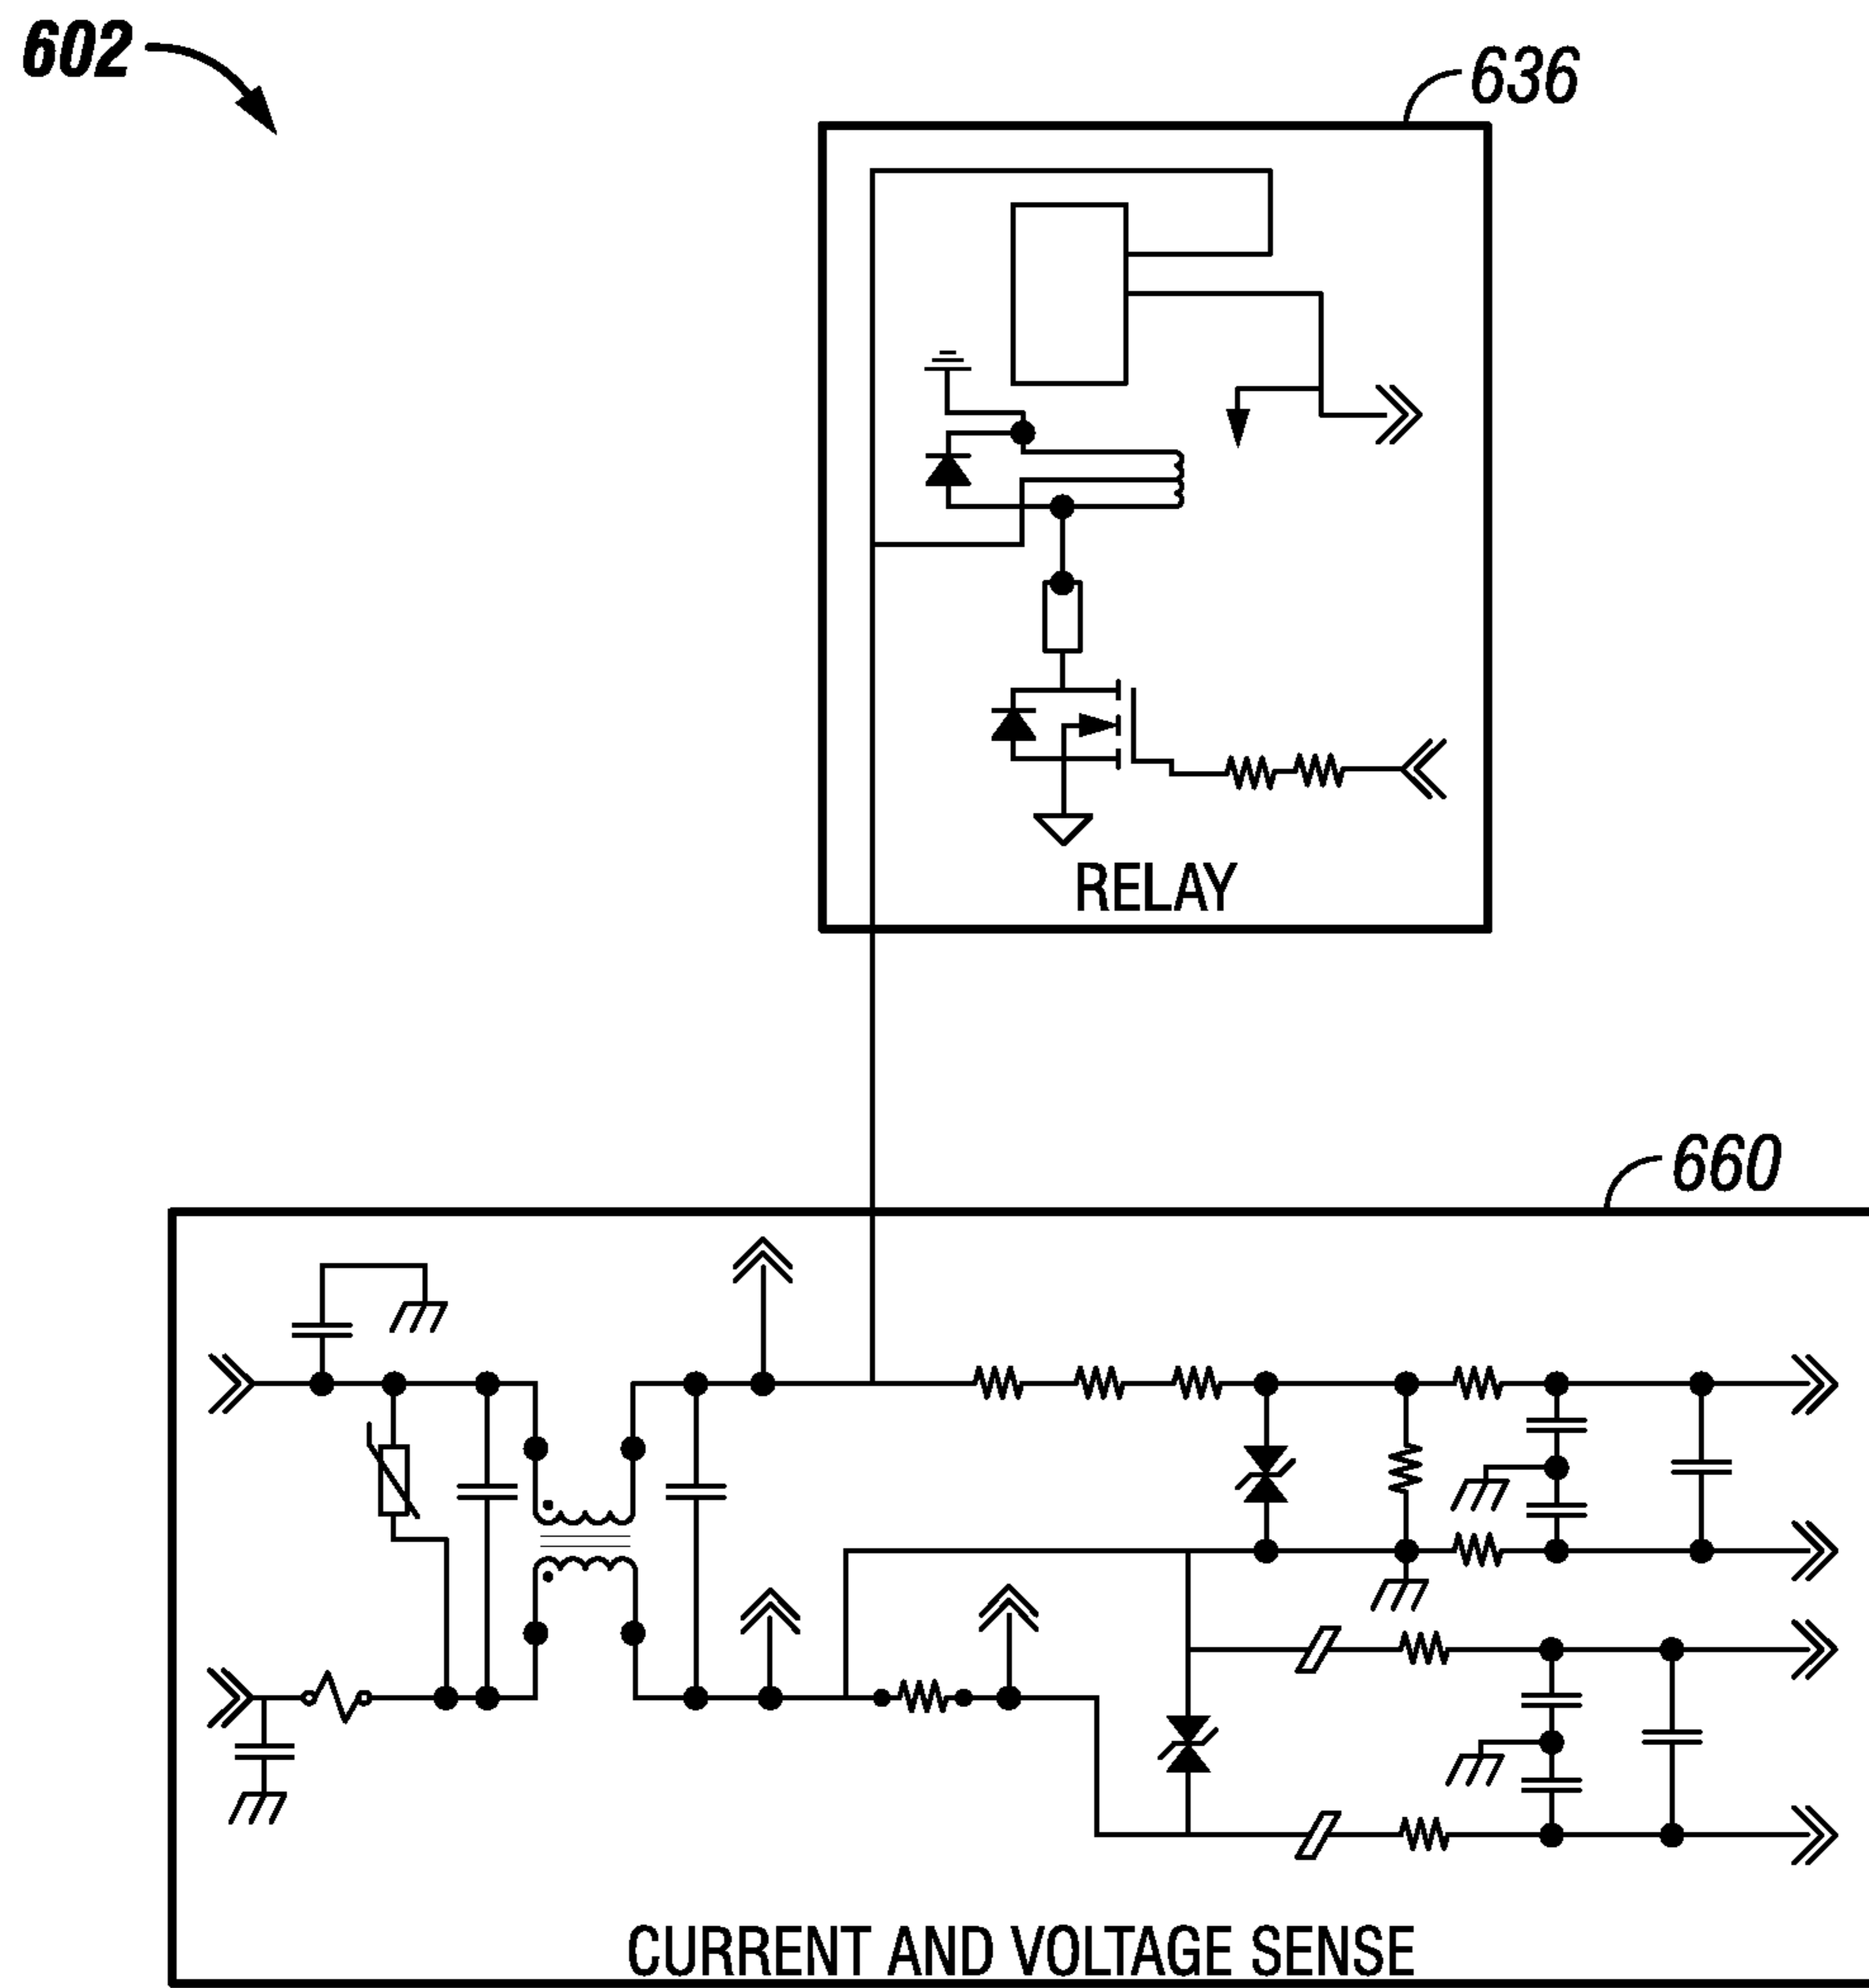 602
636
RELAY
660
CURRENT AND VOLTAGE SENSE